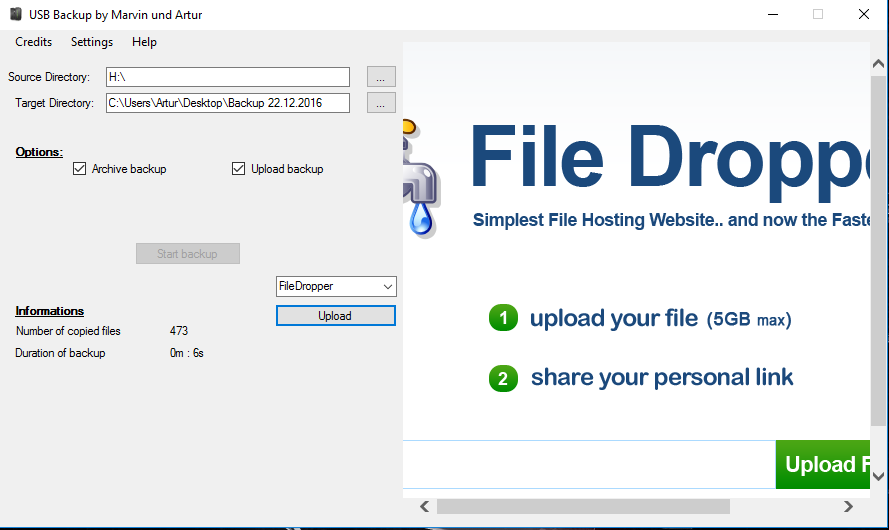 USB Backup by Marvin und Artur
Credits Settings Help
Source Directory: H:\ ...
Target Directory: C:\Users\Artur\Desktop\Backup 22.12.2016 ...
Options:
Archive backup Upload backup
Start backup
FileDropper
Upload
Informations
Number of copied files 473
Duration of backup 0m : 6s
File Droppe
Simplest File Hosting Website.. and now the Faste
1 upload your file (5GB max)
2 share your personal link
Upload F